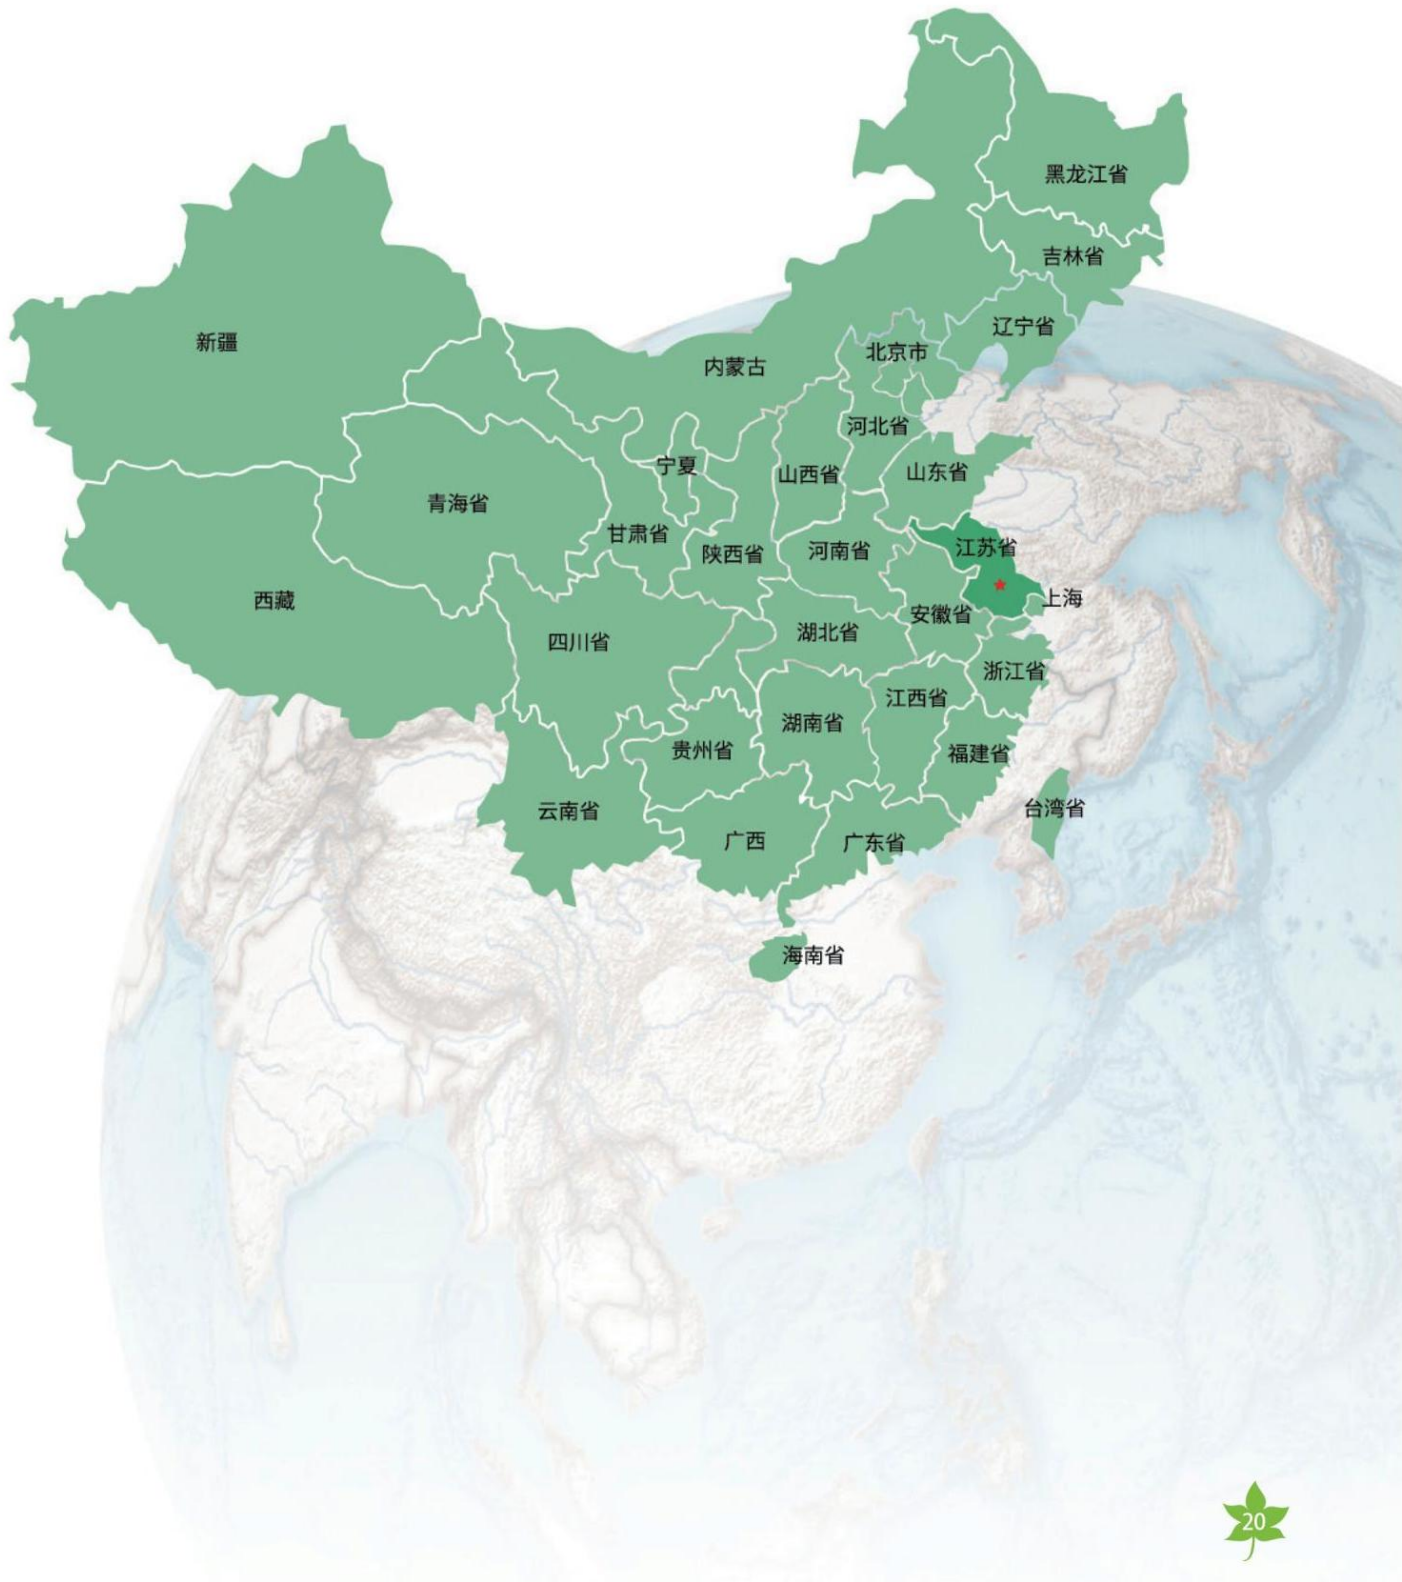 黑龙江省
吉林省
辽宁省
新疆
北京市
内蒙古
河北省
宁夏
山西省
山东省
青海省
甘肃省
陕西省
河南省
江苏省
西藏
上海
安徽省
四川省
湖北省
浙江省
江西省
湖南省
贵州省
福建省
云南省
台湾省
广西
广东省
海南省
20